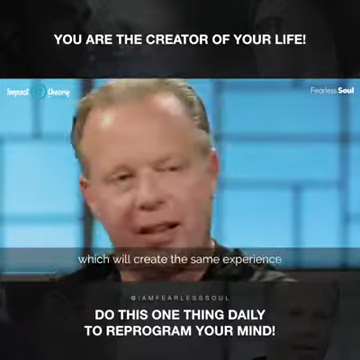 YOU ARE THE CREATOR OF YOUR LIFE!
Impact Theory
Fearless Soul
which will create the same experience
@IAMFEARLESSSOUL
DO THIS ONE THING DAILY
TO REPROGRAM YOUR MIND!